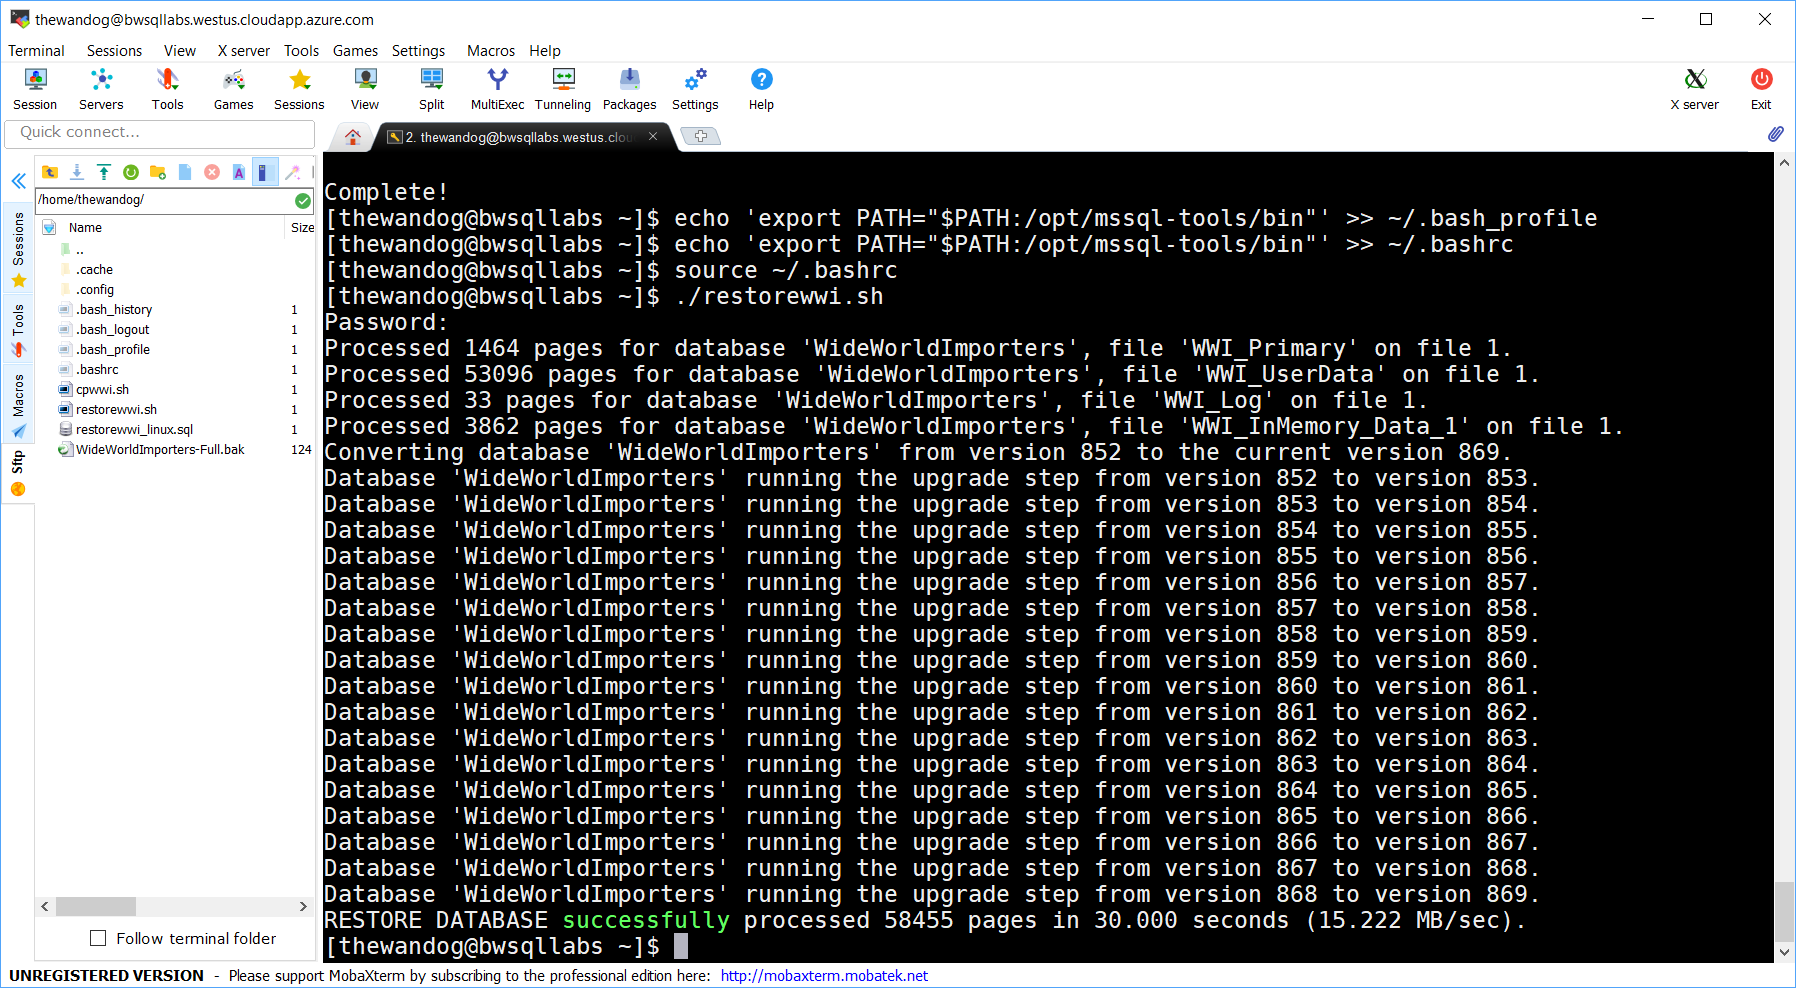 thewandog@bwsqllabs.westus.cloudapp.azure.com
Terminal Sessions View X server Tools Games Settings Macros Help
Session Servers Tools Games Sessions View Split MultiExec Tunneling Packages Settings Help X server Exit
Quick connect...
2. thewandog@bwsqllabs.westus.clou
/home/thewandog/
Name Size
..
.cache
.config
.bash_history 1
.bash_logout 1
.bash_profile 1
.bashrc 1
cpwwi.sh 1
restorewwi.sh 1
restorewwi_linux.sql 1
WideWorldImporters-Full.bak 124
Sessions
Tools
Macros
Sftp
Follow terminal folder
Complete!
[thewandog@bwsqllabs ~]$ echo 'export PATH="$PATH:/opt/mssql-tools/bin"' >> ~/.bash_profile
[thewandog@bwsqllabs ~]$ echo 'export PATH="$PATH:/opt/mssql-tools/bin"' >> ~/.bashrc
[thewandog@bwsqllabs ~]$ source ~/.bashrc
[thewandog@bwsqllabs ~]$ ./restorewwi.sh
Password:
Processed 1464 pages for database 'WideWorldImporters', file 'WWI_Primary' on file 1.
Processed 53096 pages for database 'WideWorldImporters', file 'WWI_UserData' on file 1.
Processed 33 pages for database 'WideWorldImporters', file 'WWI_Log' on file 1.
Processed 3862 pages for database 'WideWorldImporters', file 'WWI_InMemory_Data_1' on file 1.
Converting database 'WideWorldImporters' from version 852 to the current version 869.
Database 'WideWorldImporters' running the upgrade step from version 852 to version 853.
Database 'WideWorldImporters' running the upgrade step from version 853 to version 854.
Database 'WideWorldImporters' running the upgrade step from version 854 to version 855.
Database 'WideWorldImporters' running the upgrade step from version 855 to version 856.
Database 'WideWorldImporters' running the upgrade step from version 856 to version 857.
Database 'WideWorldImporters' running the upgrade step from version 857 to version 858.
Database 'WideWorldImporters' running the upgrade step from version 858 to version 859.
Database 'WideWorldImporters' running the upgrade step from version 859 to version 860.
Database 'WideWorldImporters' running the upgrade step from version 860 to version 861.
Database 'WideWorldImporters' running the upgrade step from version 861 to version 862.
Database 'WideWorldImporters' running the upgrade step from version 862 to version 863.
Database 'WideWorldImporters' running the upgrade step from version 863 to version 864.
Database 'WideWorldImporters' running the upgrade step from version 864 to version 865.
Database 'WideWorldImporters' running the upgrade step from version 865 to version 866.
Database 'WideWorldImporters' running the upgrade step from version 866 to version 867.
Database 'WideWorldImporters' running the upgrade step from version 867 to version 868.
Database 'WideWorldImporters' running the upgrade step from version 868 to version 869.
RESTORE DATABASE successfully processed 58455 pages in 30.000 seconds (15.222 MB/sec).
[thewandog@bwsqllabs ~]$
UNREGISTERED VERSION - Please support MobaXterm by subscribing to the professional edition here: http://mobaxterm.mobatek.net